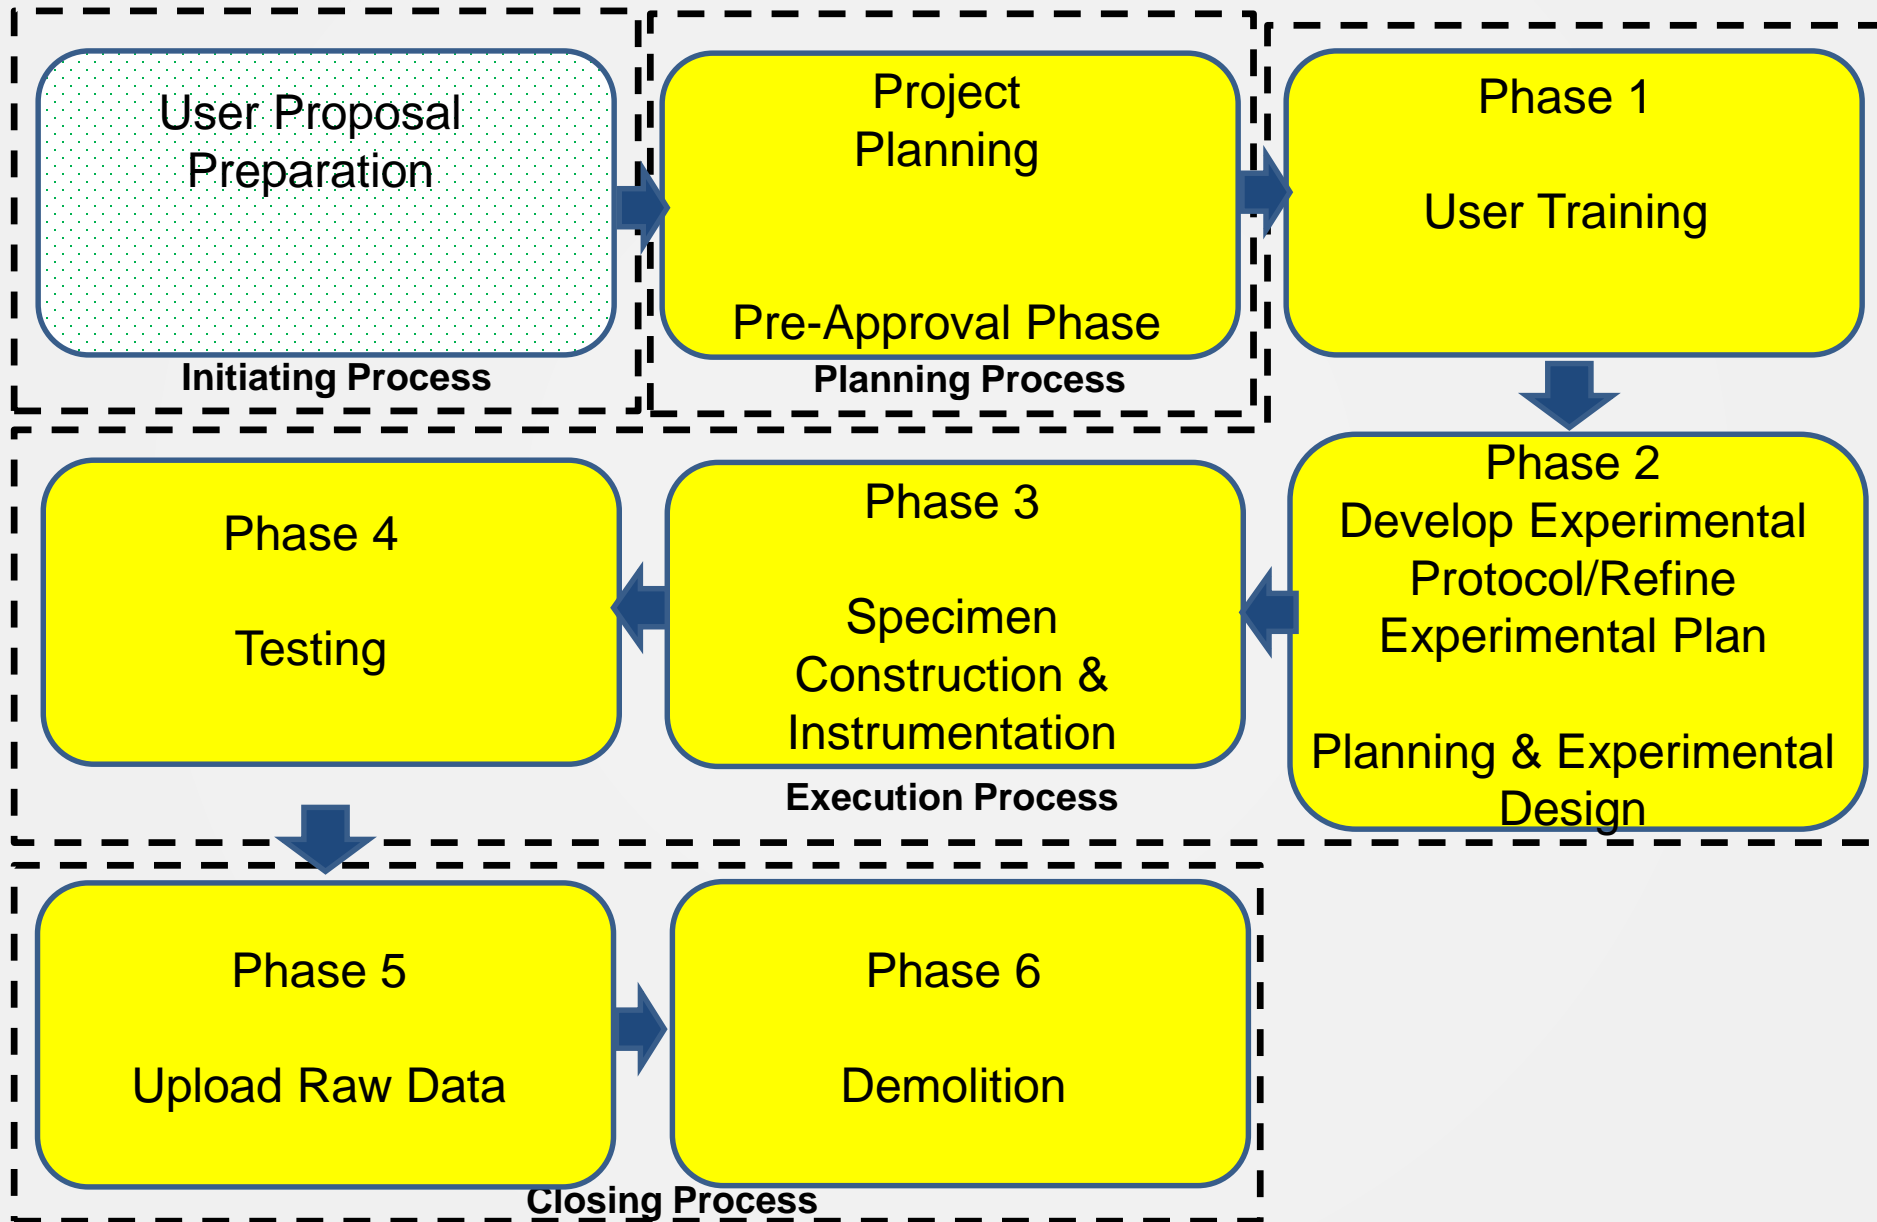 User Proposal
Preparation
Initiating Process
Project
Planning
Pre-Approval Phase
Planning Process
Phase 1
User Training
Phase 2
Develop Experimental
Protocol/Refine
Experimental Plan
Planning & Experimental
Design
Phase 3
Specimen
Construction &
Instrumentation
Phase 4
Testing
Execution Process
Phase 5
Upload Raw Data
Phase 6
Demolition
Closing Process